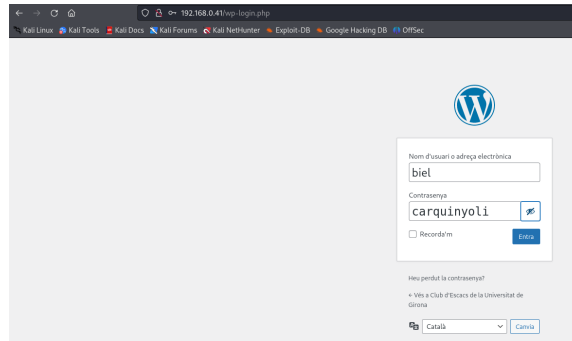 192.168.0.41/wp-login.php
Kali Linux Kali Tools Kali Docs Kali Forums Kali NetHunter Exploit-DB Google Hacking DB OffSec
Nom d'usuari o adreça electrònica
biel
Contrasenya
carquinyoli
Recorda'm
Entra
Heu perdut la contrasenya?
← Vés a Club d'Escacs de la Universitat de
Girona
Català Canvia